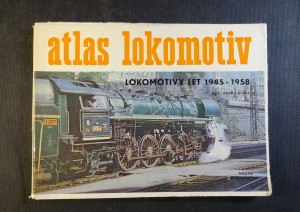 atlas lokomotiv
LOKOMOTIVY LET 1945 - 1958
NADAS